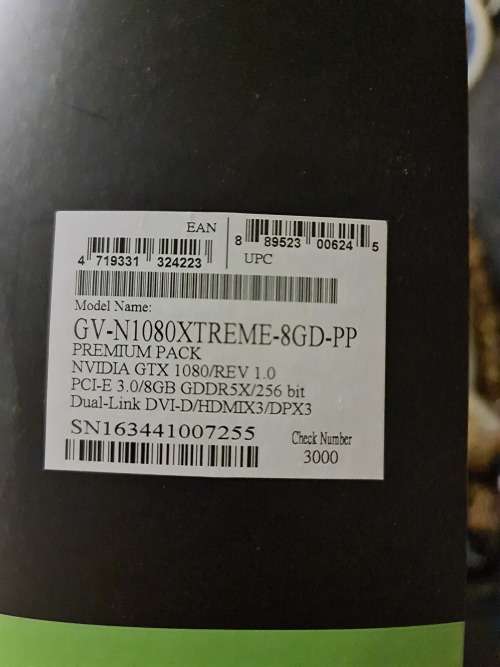 EAN
4 719331 324223
8 89523 00624 5
UPC
Model Name:
GV-N1080XTREME-8GD-PP
PREMIUM PACK
NVIDIA GTX 1080/REV 1.0
PCI-E 3.0/8GB GDDR5X/256 bit
Dual-Link DVI-D/HDMIX3/DPX3
SN163441007255
Check Number
3000